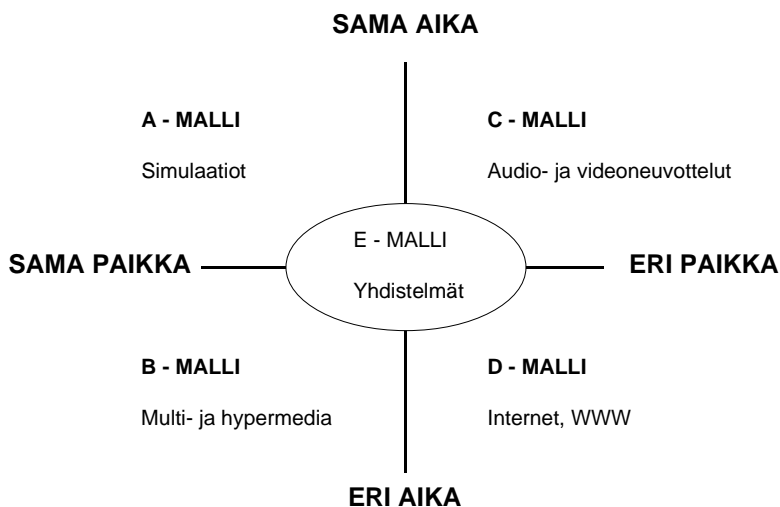 SAMA AIKA
A - MALLI
Simulaatiot
C - MALLI
Audio- ja videoneuvottelut
SAMA PAIKKA
E - MALLI
Yhdistelmät
ERI PAIKKA
B - MALLI
Multi- ja hypermedia
D - MALLI
Internet, WWW
ERI AIKA